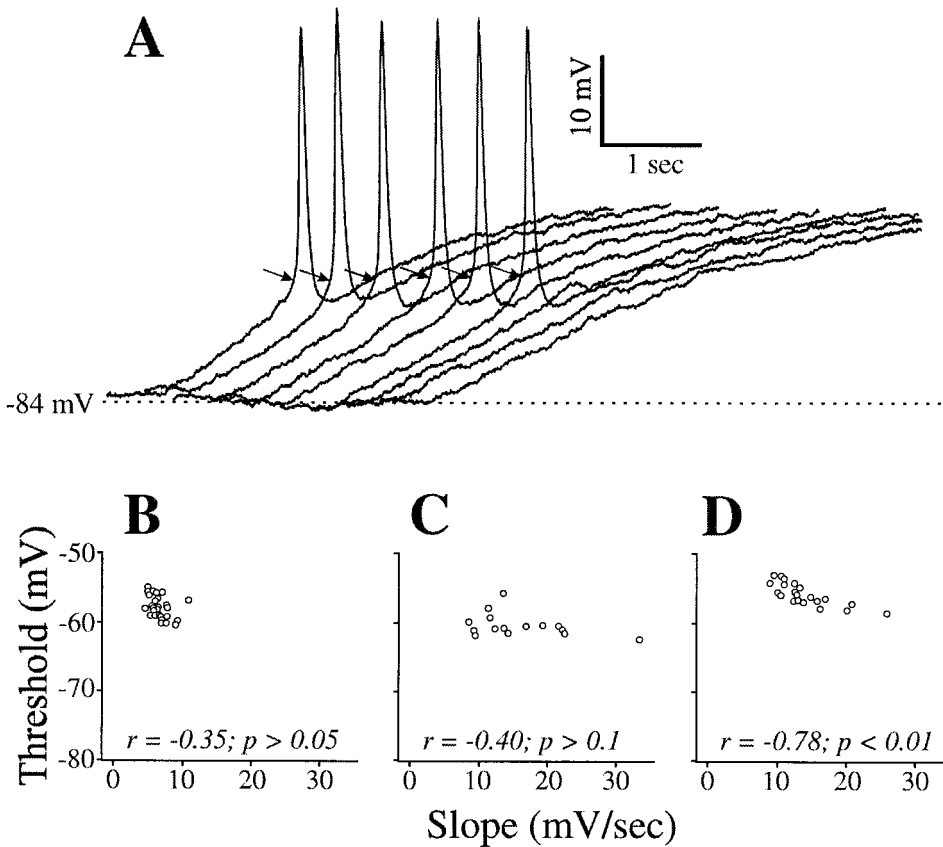 A
10 mV
1 sec
-84 mV
B
C
D
Threshold (mV)
-50
-60
-70
-80
r = -0.35; p > 0.05
r = -0.40; p > 0.1
r = -0.78; p < 0.01
0 10 20 30
0 10 20 30
0 10 20 30
Slope (mV/sec)